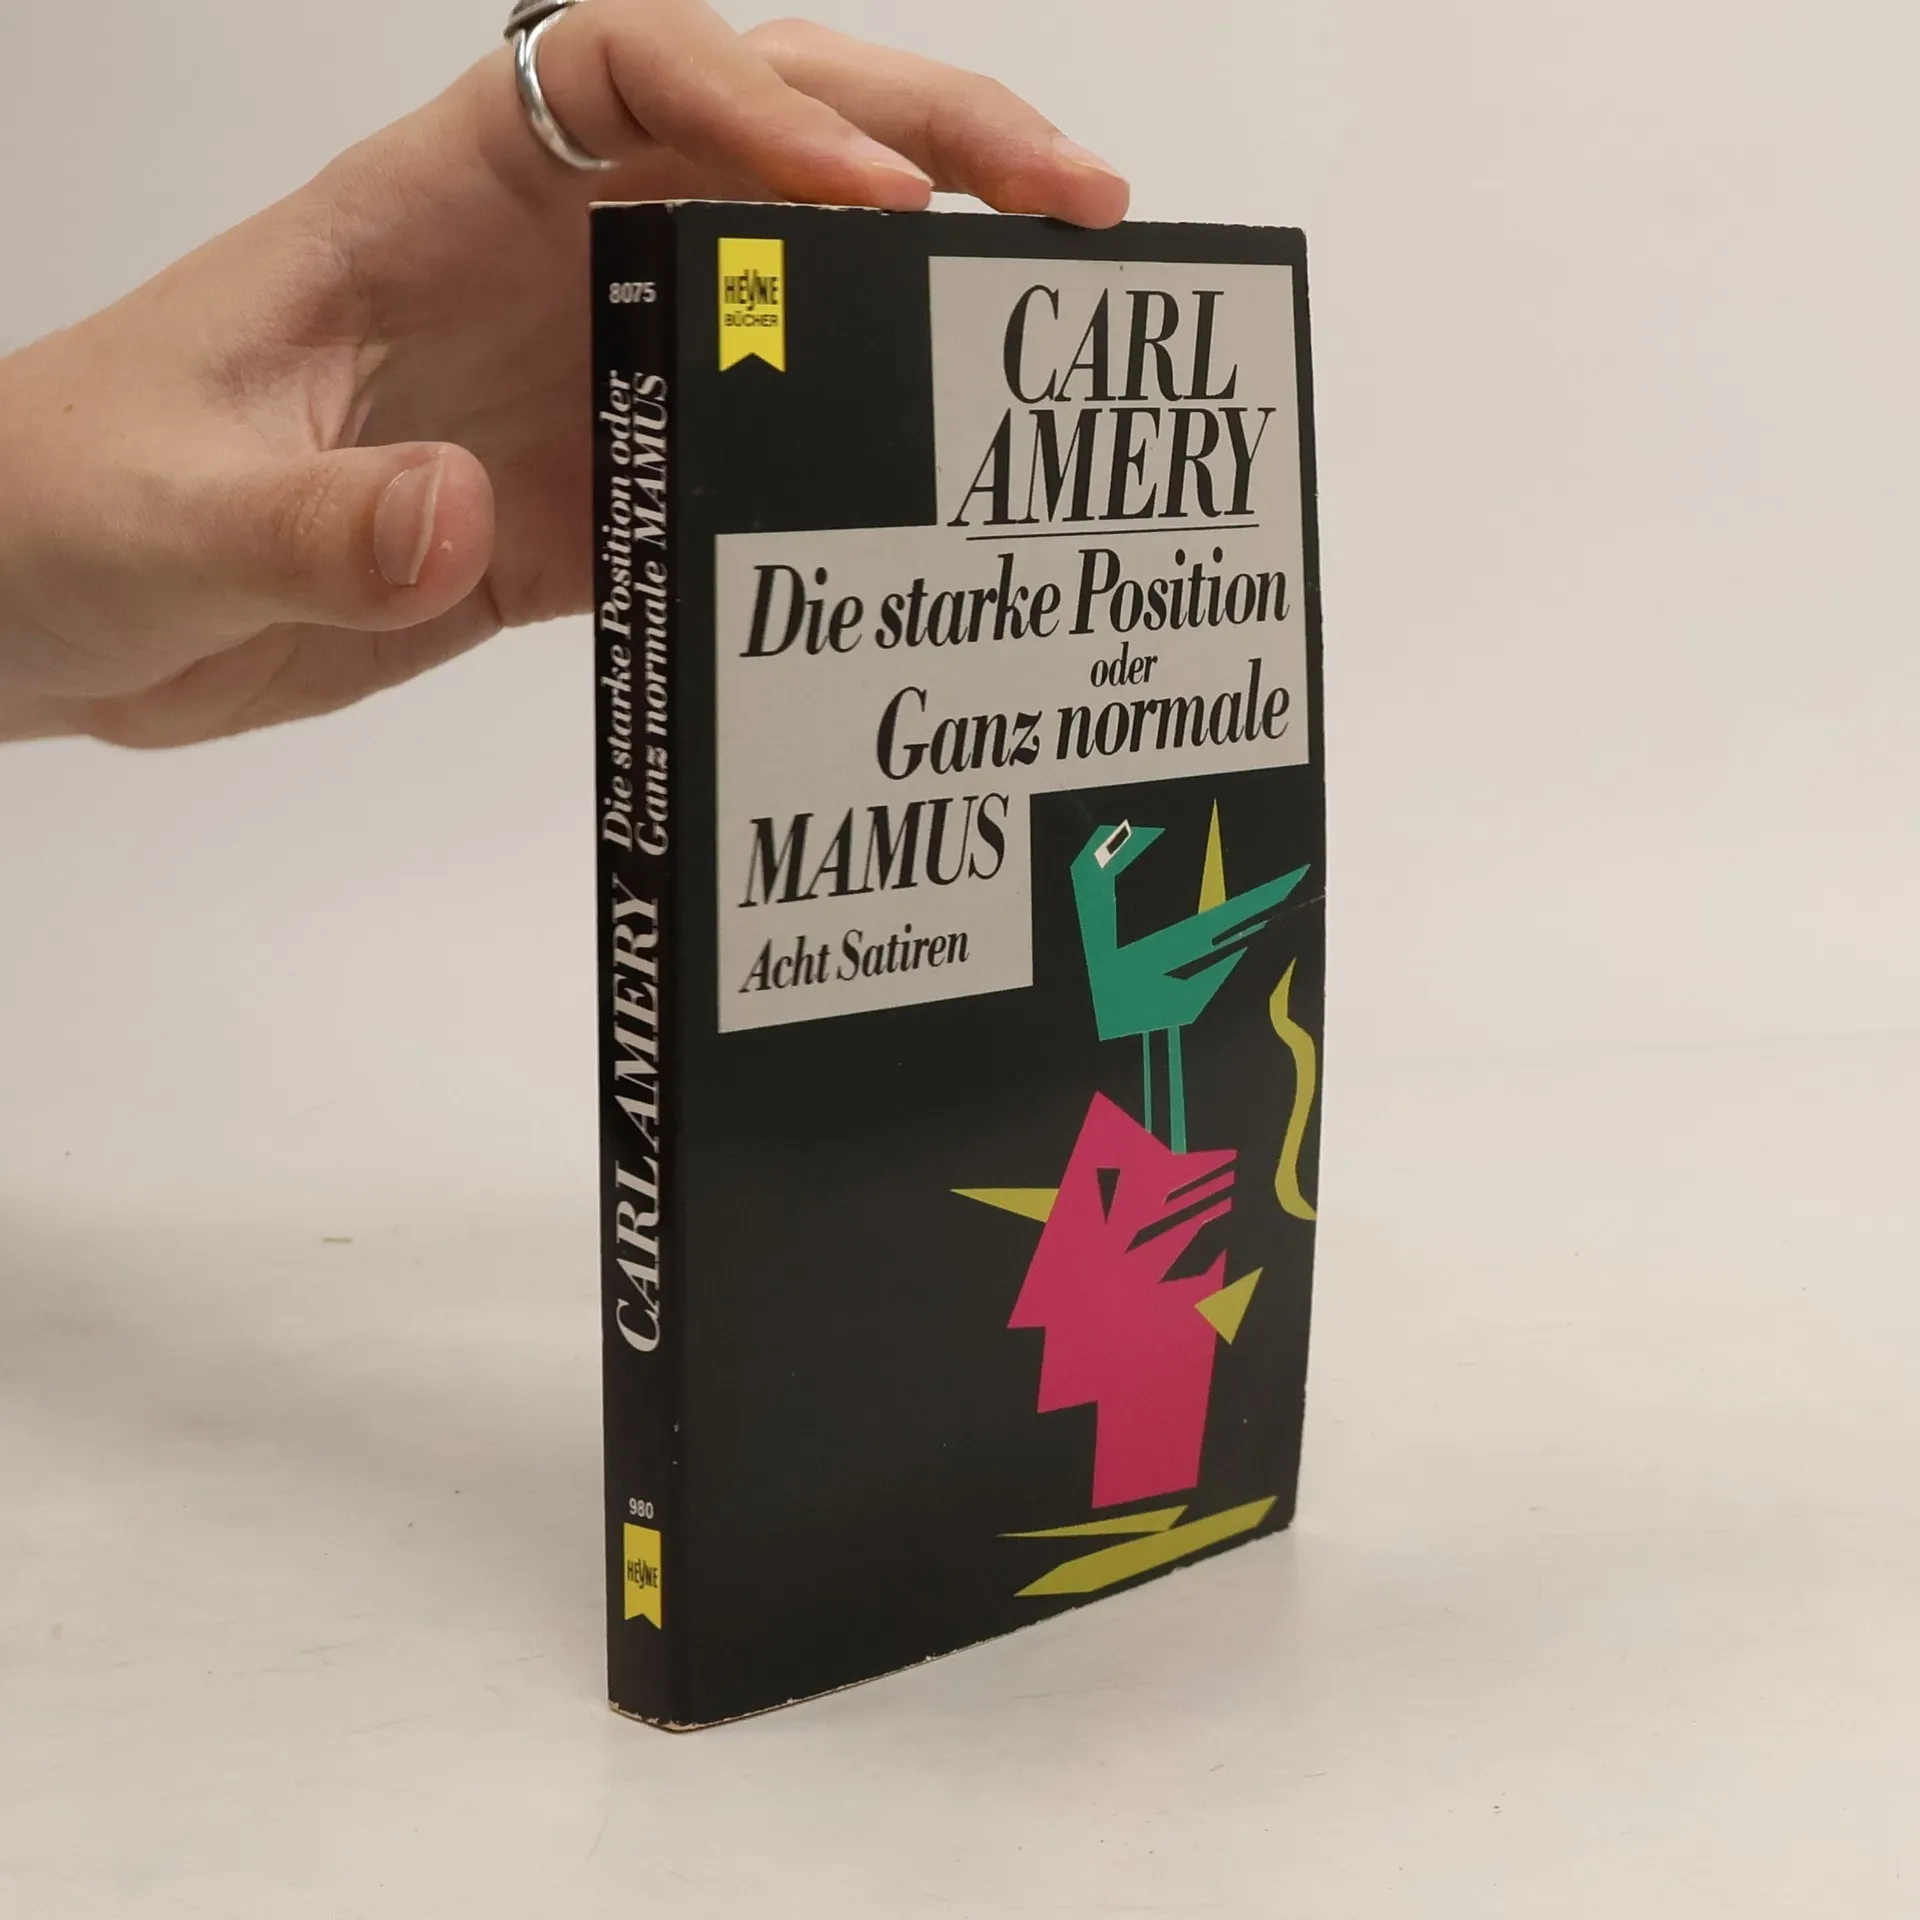 8075
CARL AMERY Die starke Position oder
Ganz normale MAMUS
980
HEYNE
HEYNE
BÜCHER
CARL
AMERY
Die starke Position
oder
Ganz normale
MAMUS
Acht Satiren